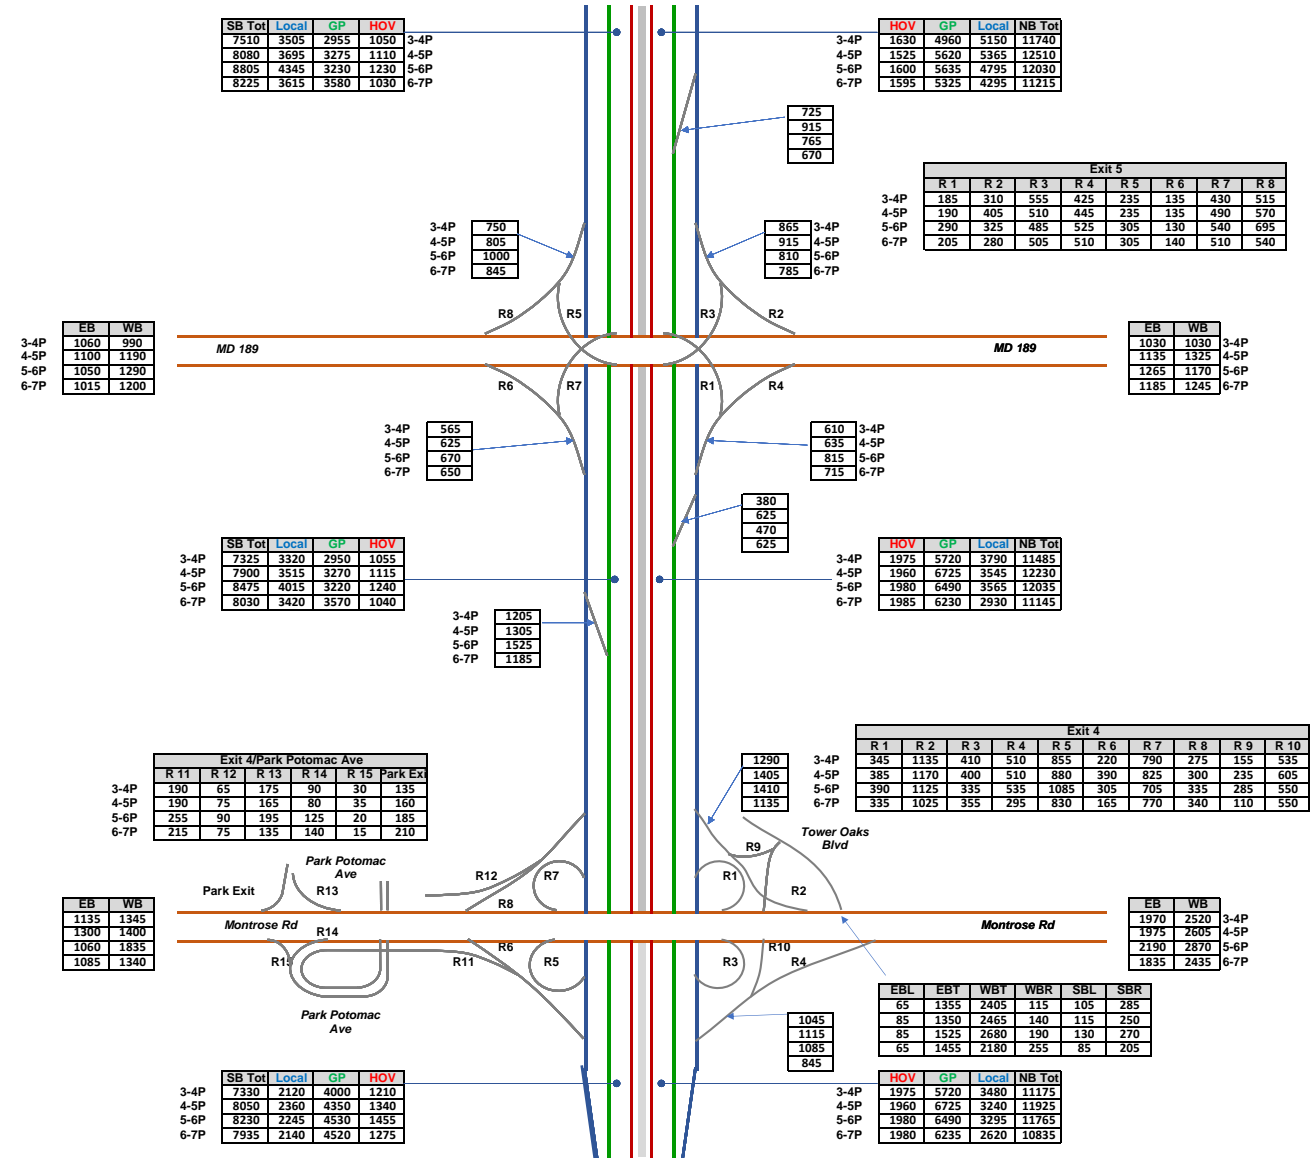 SB Tot Local GP HOV
7510 3505 2955 1050 3-4P
8080 3695 3275 1110 4-5P
8805 4345 3230 1230 5-6P
8225 3615 3580 1030 6-7P
HOV GP Local NB Tot
3-4P 1630 4960 5150 11740
4-5P 1525 5620 5365 12510
5-6P 1600 5635 4795 12030
6-7P 1595 5325 4295 11215
725
915
765
670
Exit 5
R 1 R 2 R 3 R 4 R 5 R 6 R 7 R 8
3-4P 185 310 555 425 235 135 430 515
4-5P 190 405 510 445 235 135 490 570
5-6P 290 325 485 525 305 130 540 695
6-7P 205 280 505 510 305 140 510 540
3-4P 750
4-5P 805
5-6P 1000
6-7P 845
865 3-4P
915 4-5P
810 5-6P
785 6-7P
R8 R5 R3 R2
EB WB
3-4P 1060 990
4-5P 1100 1190
5-6P 1050 1290
6-7P 1015 1200
MD 189
MD 189
EB WB
1030 1030 3-4P
1135 1325 4-5P
1265 1170 5-6P
1185 1245 6-7P
R6 R7 R1 R4
3-4P 565
4-5P 625
5-6P 670
6-7P 650
610 3-4P
635 4-5P
815 5-6P
715 6-7P
380
625
470
625
SB Tot Local GP HOV
3-4P 7325 3320 2950 1055
4-5P 7900 3515 3270 1115
5-6P 8475 4015 3220 1240
6-7P 8030 3420 3570 1040
HOV GP Local NB Tot
3-4P 1975 5720 3790 11485
4-5P 1960 6725 3545 12230
5-6P 1980 6490 3565 12035
6-7P 1985 6230 2930 11145
3-4P 1205
4-5P 1305
5-6P 1525
6-7P 1185
Exit 4/Park Potomac Ave
R 11 R 12 R 13 R 14 R 15 Park Exi
3-4P 190 65 175 90 30 135
4-5P 190 75 165 80 35 160
5-6P 255 90 195 125 20 185
6-7P 215 75 135 140 15 210
1290
1405
1410
1135
Exit 4
R 1 R 2 R 3 R 4 R 5 R 6 R 7 R 8 R 9 R 10
3-4P 345 1135 410 510 855 220 790 275 155 535
4-5P 385 1170 400 510 880 390 825 300 235 605
5-6P 390 1125 335 535 1085 305 705 335 285 550
6-7P 335 1025 355 295 830 165 770 340 110 550
Tower Oaks
Blvd
Park Potomac
Ave
Park Exit R13 R12 R7 R8 R1 R9 R2
EB WB
1135 1345
1300 1400
1060 1835
1085 1340
Montrose Rd
Montrose Rd
EB WB
1970 2520 3-4P
1975 2605 4-5P
2190 2870 5-6P
1835 2435 6-7P
R14 R15 R11 R6 R5 R3 R10 R4
Park Potomac
Ave
EBL EBT WBT WBR SBL SBR
65 1355 2405 115 105 285
85 1350 2465 140 115 250
85 1525 2680 190 130 270
65 1455 2180 255 85 205
1045
1115
1085
845
SB Tot Local GP HOV
3-4P 7330 2120 4000 1210
4-5P 8050 2360 4350 1340
5-6P 8230 2245 4530 1455
6-7P 7935 2140 4520 1275
HOV GP Local NB Tot
3-4P 1975 5720 3480 11175
4-5P 1960 6725 3240 11925
5-6P 1980 6490 3295 11765
6-7P 1980 6235 2620 10835